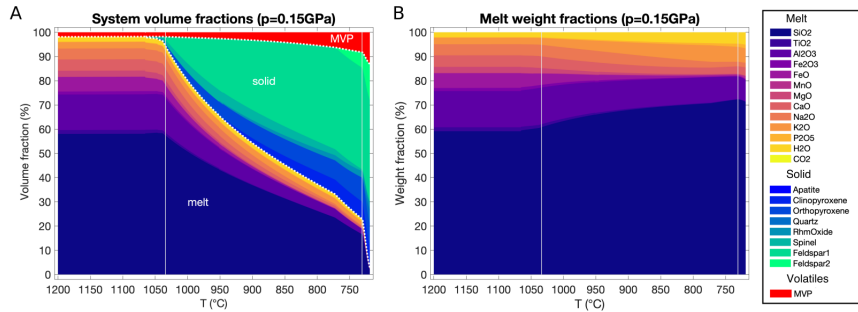 A
System volume fractions (p=0.15GPa)
100
90
80
70
60
50
40
30
20
10
0
Volume fraction (%)
MVP
solid
melt
1200 1150 1100 1050 1000 950 900 850 800 750
T (°C)
B
Melt weight fractions (p=0.15GPa)
100
90
80
70
60
50
40
30
20
10
0
Weight fraction (%)
1200 1150 1100 1050 1000 950 900 850 800 750
T (°C)
Melt
SiO2
TiO2
Al2O3
Fe2O3
FeO
MnO
MgO
CaO
Na2O
K2O
P2O5
H2O
CO2
Solid
Apatite
Clinopyroxene
Orthopyroxene
Quartz
RhmOxide
Spinel
Feldspar1
Feldspar2
Volatiles
MVP